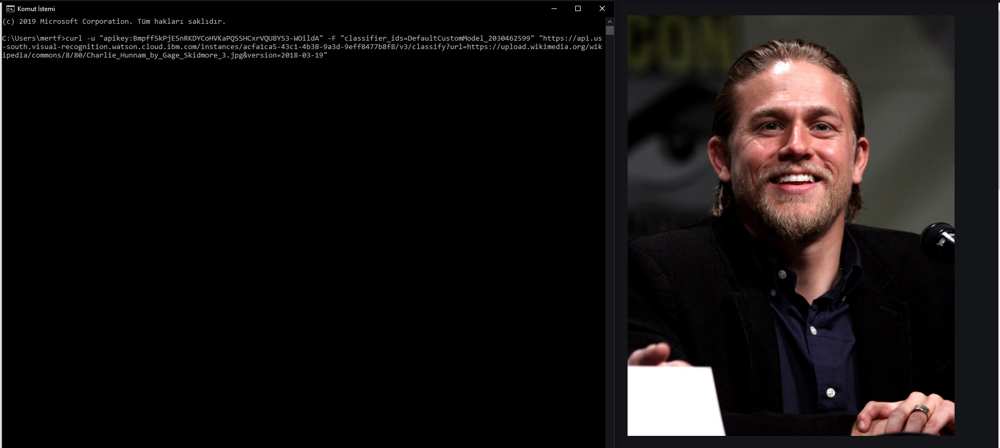 Komut İstemi
(c) 2019 Microsoft Corporation. Tüm hakları saklıdır.
C:\Users\mertf>curl -u "apikey:BmpffSkPjESnRKDYCoHVKaPQSSHCxrVQU8YS3-WOildA" -F "classifier_ids=DefaultCustomModel_2030462599" "https://api.us
-south.visual-recognition.watson.cloud.ibm.com/instances/acfa1ca5-43c1-4b38-9a3d-9eff8477b8f8/v3/classify?url=https://upload.wikimedia.org/wik
ipedia/commons/8/80/Charlie_Hunnam_by_Gage_Skidmore_3.jpg&version=2018-03-19"
CON